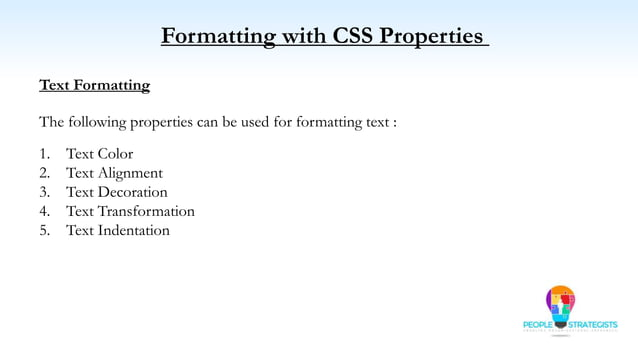 Formatting with CSS Properties
Text Formatting
The following properties can be used for formatting text :
1. Text Color
2. Text Alignment
3. Text Decoration
4. Text Transformation
5. Text Indentation
PEOPLE STRATEGISTS